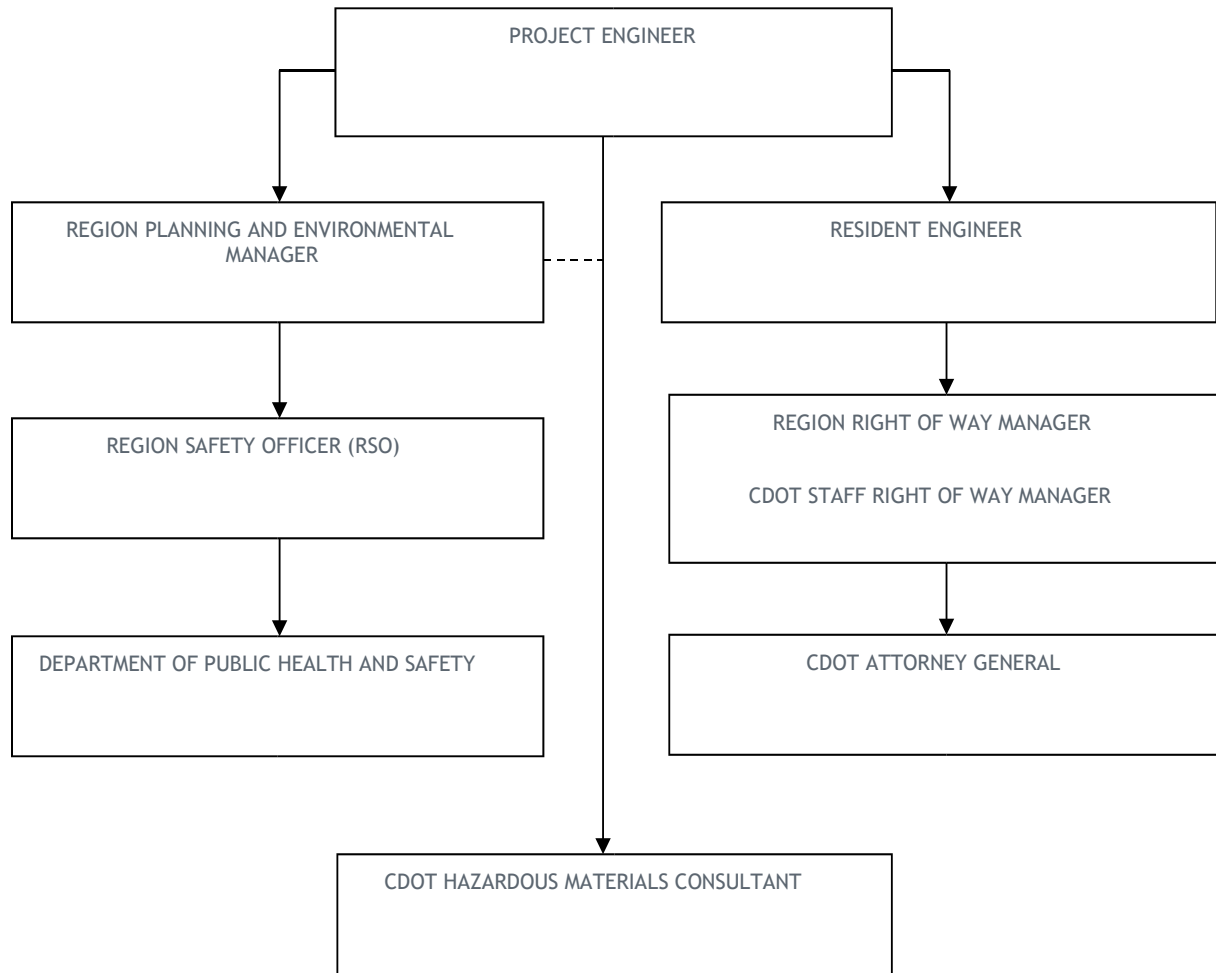 PROJECT ENGINEER
REGION PLANNING AND ENVIRONMENTAL
MANAGER
RESIDENT ENGINEER
REGION SAFETY OFFICER (RSO)
REGION RIGHT OF WAY MANAGER
CDOT STAFF RIGHT OF WAY MANAGER
DEPARTMENT OF PUBLIC HEALTH AND SAFETY
CDOT ATTORNEY GENERAL
CDOT HAZARDOUS MATERIALS CONSULTANT